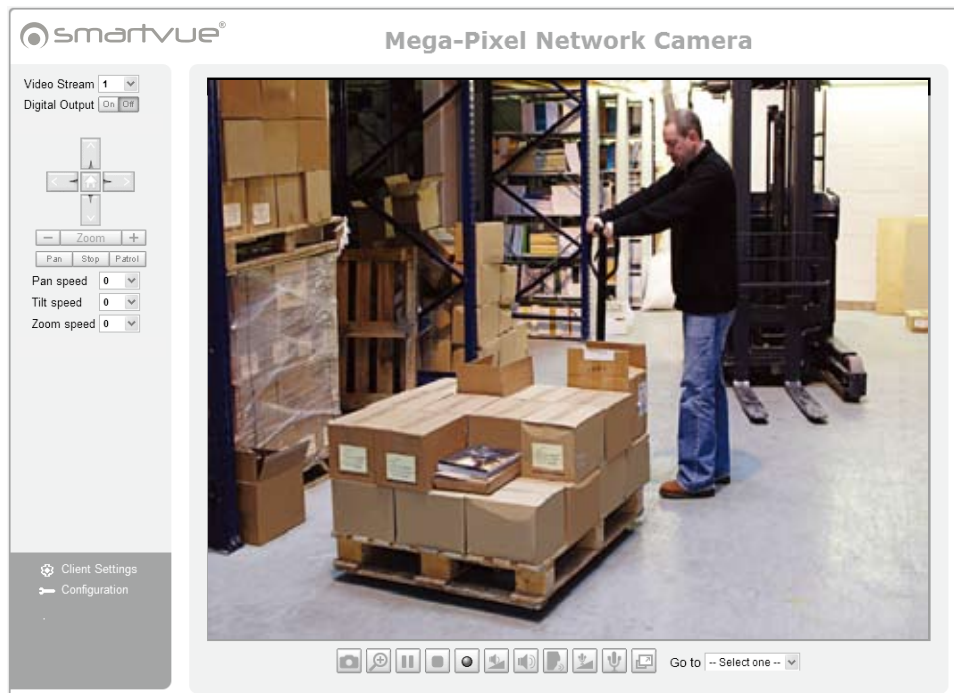 smartvue®
Mega-Pixel Network Camera
Video Stream 1
Digital Output On Off
Zoom
Pan Stop Patrol
Pan speed 0
Tilt speed 0
Zoom speed 0
Client Settings
Configuration
Go to -- Select one --